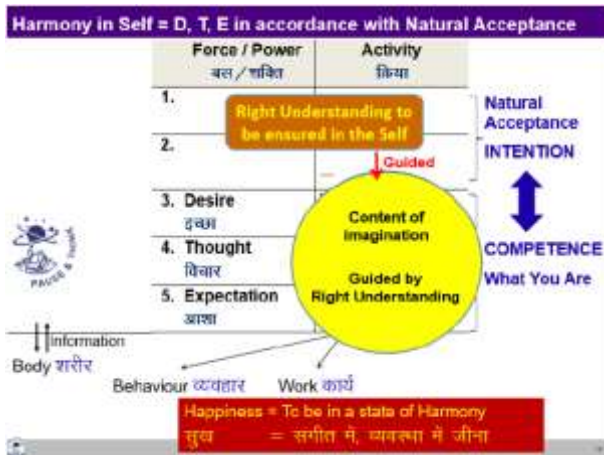 Harmony in Self = D, T, E in accordance with Natural Acceptance
Force / Power
बल / शक्ति
Activity
क्रिया
1.
Right Understanding to
be ensured in the Self
2.
Guided
Natural
Acceptance
INTENTION
3. Desire
इच्छा
4. Thought
विचार
5. Expectation
आशा
Content of
imagination
Guided by
Right Understanding
COMPETENCE
What You Are
PAUSE & THINK
Information
Body शरीर
Behaviour व्यवहार
Work कार्य
Happiness = To be in a state of Harmony
सुख = संगीत में, व्यवस्था में जीना